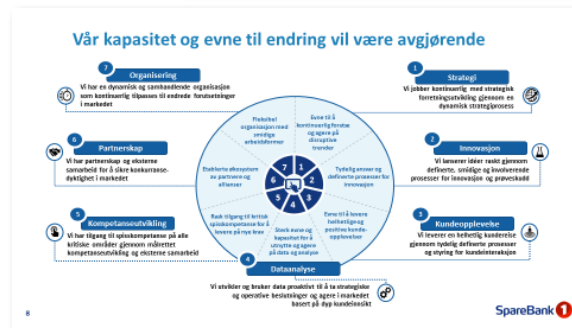 Vår kapasitet og evne til endring vil være avgjørende
7
Organisering
Vi har en dynamisk og samhandlende organisasjon
som kontinuerlig tilpasses til endrede forutsetninger
i markedet
6
Partnerskap
Vi har partnerskap og eksterne
samarbeid for å sikre konkurranse-
dyktighet i markedet
5
Kompetanseutvikling
Vi har tilgang til spisskompetanse på alle
kritiske områder gjennom målrettet
kompetanseutvikling og eksterne samarbeid
Fleksibel
organisasjon med
smidige
arbeidsformer
Evne til å
kontinuerlig forutse
og agere på
disruptive
trender
Etablerte økosystem
av partnere og
allianser
Tydelig ansvar og
definerte prosesser for
innovasjon
Rask tilgang til kritisk
spisskompetanse for å
levere på nye krav
Evne til å levere
helhetlige og
positive kunde-
opplevelser
Sterk evne og
kapasitet for å
utnytte og agere
på data og analyse
7 1
6 2
5 3
4
1
Strategi
Vi jobber kontinuerlig med strategisk
forretningsutvikling gjennom en
dynamisk strategiprosess
2
Innovasjon
Vi lanserer idéer raskt gjennom
definerte, smidige og involverende
prosesser for innovasjon og prøveskudd
3
Kundeopplevelse
Vi leverer en helhetlig kundereise
gjennom tydelig definerte prosesser
og styring for kundeinteraksjon
4
Dataanalyse
Vi utvikler og bruker data proaktivt til å ta strategiske
og operative beslutninger og agere i markedet
basert på dyp kundeinnsikt
8
SpareBank 1